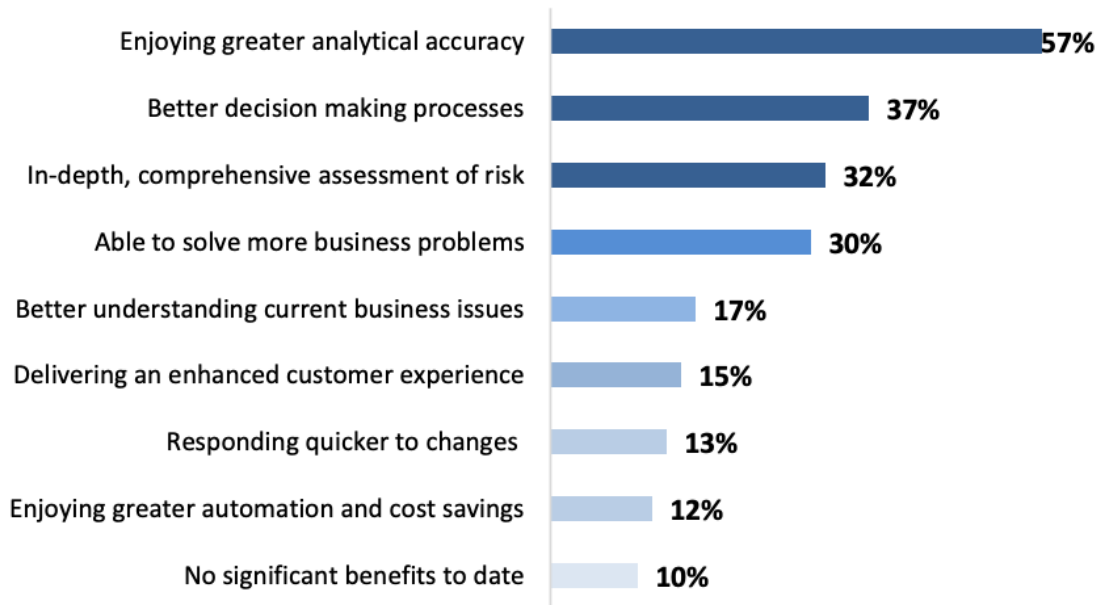 Enjoying greater analytical accuracy 57%
Better decision making processes 37%
In-depth, comprehensive assessment of risk 32%
Able to solve more business problems 30%
Better understanding current business issues 17%
Delivering an enhanced customer experience 15%
Responding quicker to changes 13%
Enjoying greater automation and cost savings 12%
No significant benefits to date 10%